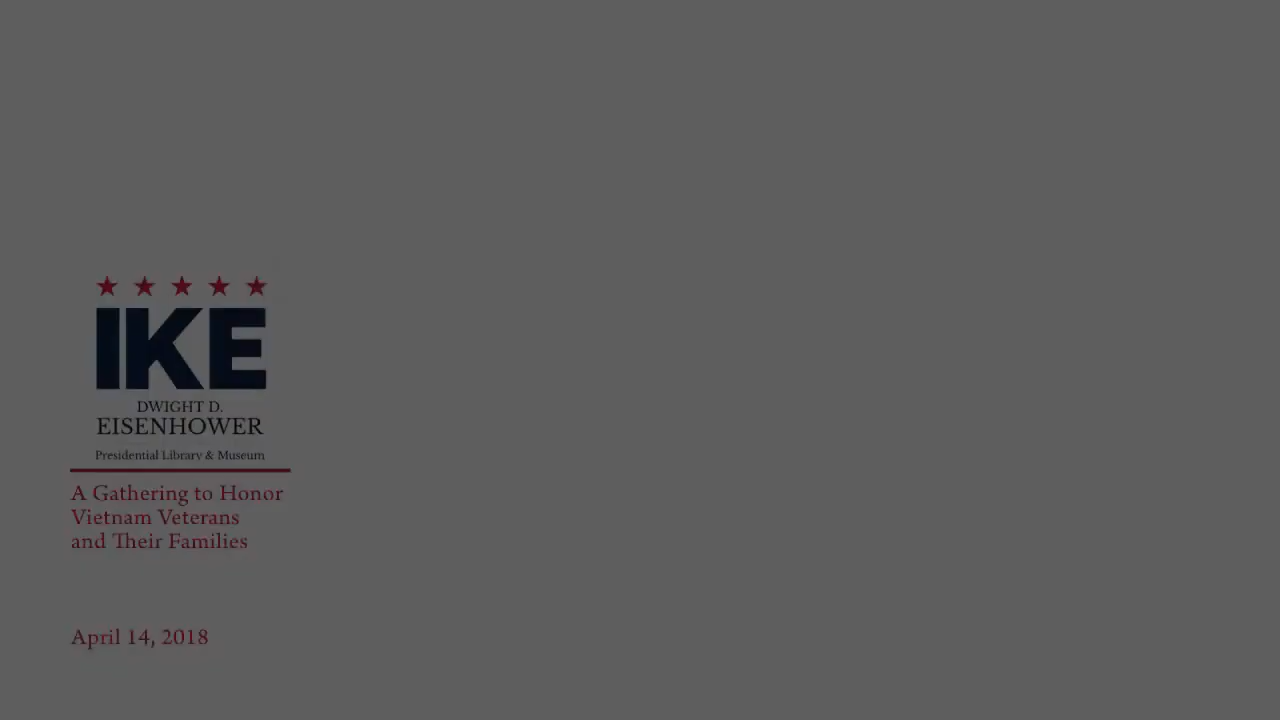 IKE
DWIGHT D.
EISENHOWER
Presidential Library & Museum
A Gathering to Honor
Vietnam Veterans
and Their Families
April 14, 2018